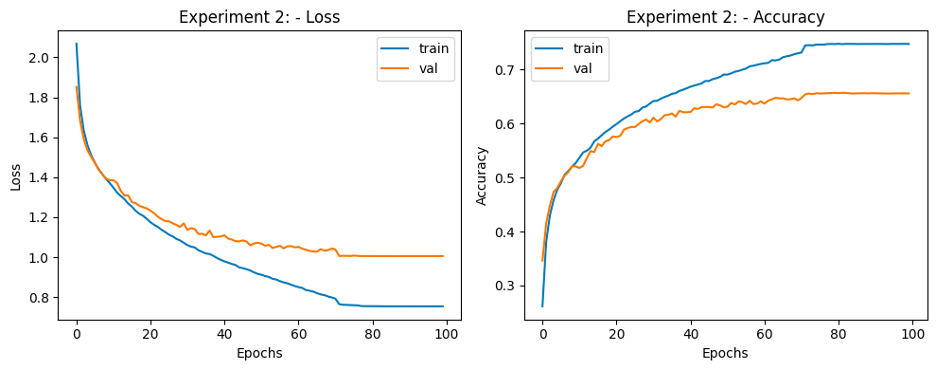 Experiment 2: - Loss
2.0
1.8
1.6
1.4
1.2
1.0
0.8
Loss
train
val
0
20
40
60
80
100
Epochs
Experiment 2: - Accuracy
0.7
0.6
0.5
0.4
0.3
Accuracy
train
val
0
20
40
60
80
100
Epochs